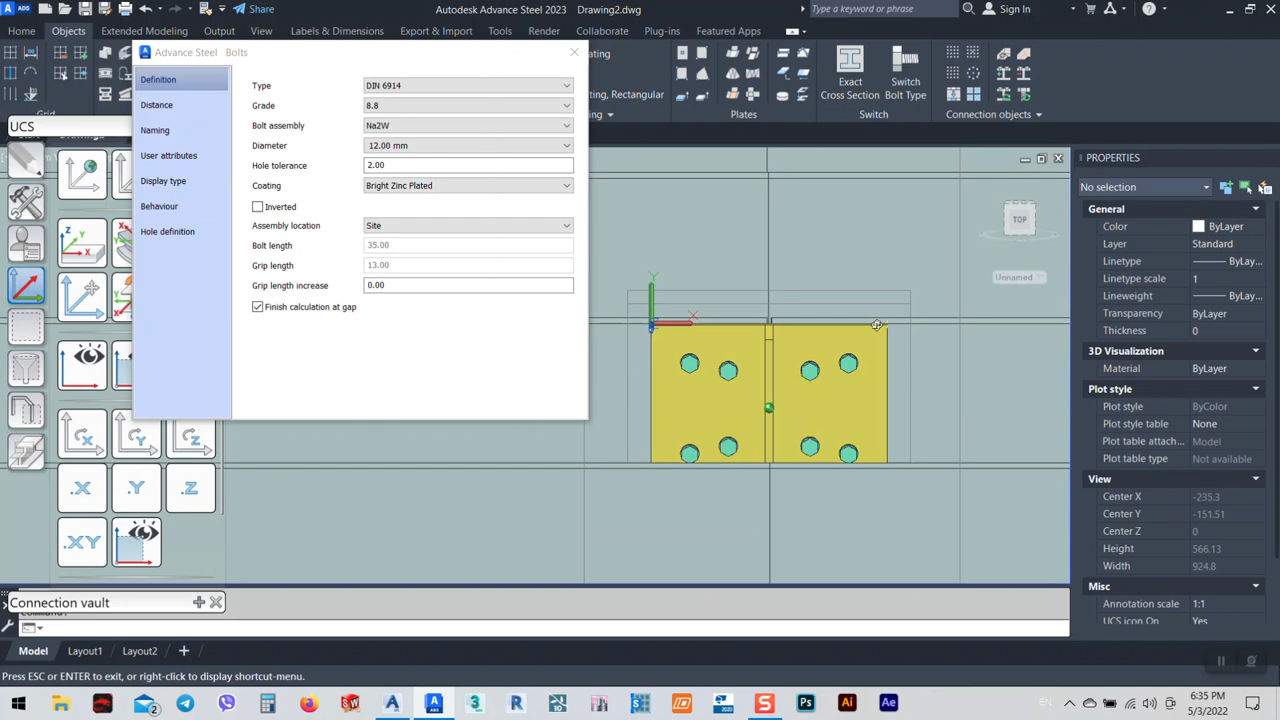 ADS
Share
Autodesk Advance Steel 2023
Drawing2.dwg
Type a keyword or phrase
Sign In
Home
Objects
Extended Modeling
Output
View
Labels & Dimensions
Export & Import
Tools
Render
Collaborate
Plug-ins
Featured Apps
Advance Steel Bolts
ating
ting, Rectangular
Exact
Cross Section
Switch
Bolt Type
Grid
Plates
Switch
Connection objects
UCS
Definition
Distance
Naming
User attributes
Display type
Behaviour
Hole definition
Type
DIN 6914
Grade
8.8
Bolt assembly
Na2W
Diameter
12.00 mm
Hole tolerance
2.00
Coating
Bright Zinc Plated
Inverted
Assembly location
Site
Bolt length
35.00
Grip length
13.00
Grip length increase
0.00
Finish calculation at gap
Y
X
TOP
Unnamed
PROPERTIES
No selection
General
Color
ByLayer
Layer
Standard
Linetype
ByLay...
Linetype scale
1
Lineweight
ByLay...
Transparency
ByLayer
Thickness
0
3D Visualization
Material
ByLayer
Plot style
Plot style
ByColor
Plot style table
None
Plot table attach...
Model
Plot table type
Not available
View
Center X
-235.3
Center Y
-151.51
Center Z
0
Height
566.13
Width
924.8
Misc
Annotation scale
1:1
UCS icon On
Yes
Z
Y
X
X
Y
Z
.X
.Y
.Z
.XY
Connection vault
Model
Layout1
Layout2
Press ESC or ENTER to exit, or right-click to display shortcut-menu.
EN
6:35 PM
5/3/2022